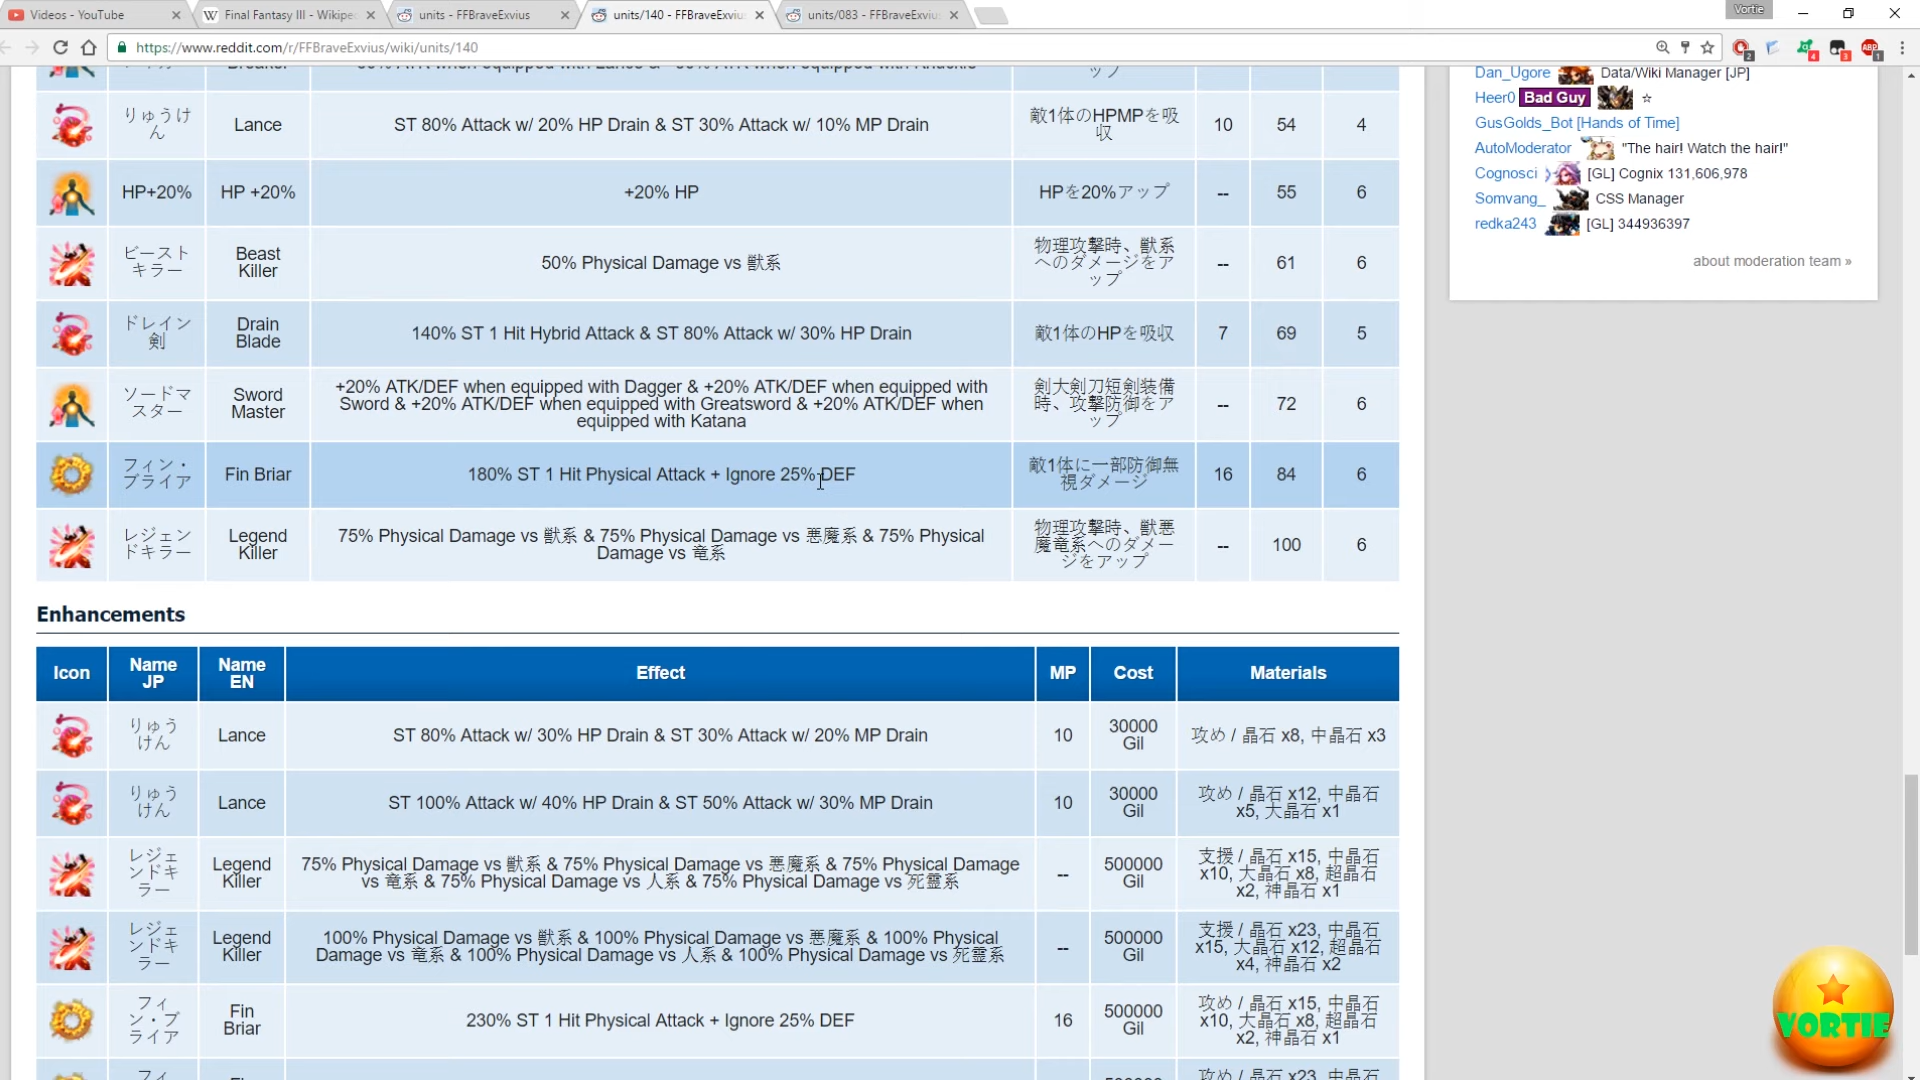 Videos - YouTube
Final Fantasy III - Wikipe
units - FFBraveExvius
units/140 - FFBraveExviu
units/083 - FFBraveExviu
Vortie
https://www.reddit.com/r/FFBraveExvius/wiki/units/140
2
4
3
1
ップ
りゅうけ
ん
Lance
ST 80% Attack w/ 20% HP Drain & ST 30% Attack w/ 10% MP Drain
敵1体のHPMPを吸
収
10
54
4
HP+20%
HP +20%
+20% HP
HPを20%アップ
--
55
6
ビースト
キラー
Beast
Killer
50% Physical Damage vs 獣系
物理攻撃時、獣系
へのダメージをア
ップ
--
61
6
ドレイン
剣
Drain
Blade
140% ST 1 Hit Hybrid Attack & ST 80% Attack w/ 30% HP Drain
敵1体のHPを吸収
7
69
5
ソードマ
スター
Sword
Master
+20% ATK/DEF when equipped with Dagger & +20% ATK/DEF when equipped with
Sword & +20% ATK/DEF when equipped with Greatsword & +20% ATK/DEF when
equipped with Katana
剣大剣刀短剣装備
時、攻撃防御をア
ップ
--
72
6
フィン・
ブライア
Fin Briar
180% ST 1 Hit Physical Attack + Ignore 25% DEF
敵1体に一部防御無
視ダメージ
16
84
6
レジェン
ドキラー
Legend
Killer
75% Physical Damage vs 獣系 & 75% Physical Damage vs 悪魔系 & 75% Physical
Damage vs 竜系
物理攻撃時、獣悪
魔竜系へのダメー
ジをアップ
--
100
6
Enhancements
Icon
Name
JP
Name
EN
Effect
MP
Cost
Materials
りゅう
けん
Lance
ST 80% Attack w/ 30% HP Drain & ST 30% Attack w/ 20% MP Drain
10
30000
Gil
攻め / 晶石 x8, 中晶石 x3
りゅう
けん
Lance
ST 100% Attack w/ 40% HP Drain & ST 50% Attack w/ 30% MP Drain
10
30000
Gil
攻め / 晶石 x12, 中晶石
x5, 大晶石 x1
レジェ
ンドキ
ラー
Legend
Killer
75% Physical Damage vs 獣系 & 75% Physical Damage vs 悪魔系 & 75% Physical Damage
vs 竜系 & 75% Physical Damage vs 人系 & 75% Physical Damage vs 死霊系
--
500000
Gil
支援 / 晶石 x15, 中晶石
x10, 大晶石 x8, 超晶石
x2, 神晶石 x1
レジェ
ンドキ
ラー
Legend
Killer
100% Physical Damage vs 獣系 & 100% Physical Damage vs 悪魔系 & 100% Physical
Damage vs 竜系 & 100% Physical Damage vs 人系 & 100% Physical Damage vs 死霊系
--
500000
Gil
支援 / 晶石 x23, 中晶石
x15, 大晶石 x12, 超晶石
x4, 神晶石 x2
フィ
ン・ブ
ライア
Fin
Briar
230% ST 1 Hit Physical Attack + Ignore 25% DEF
16
500000
Gil
攻め / 晶石 x15, 中晶石
x10, 大晶石 x8, 超晶石
x2, 神晶石 x1
フィ
攻め / 晶石 x23, 中晶石
Dan_Ugore Data/Wiki Manager [JP]
Heer0 Bad Guy ☆
GusGolds_Bot [Hands of Time]
AutoModerator "The hair! Watch the hair!"
Cognosci [GL] Cognix 131,606,978
Somvang_ CSS Manager
redka243 [GL] 344936397
about moderation team »
VORTIE